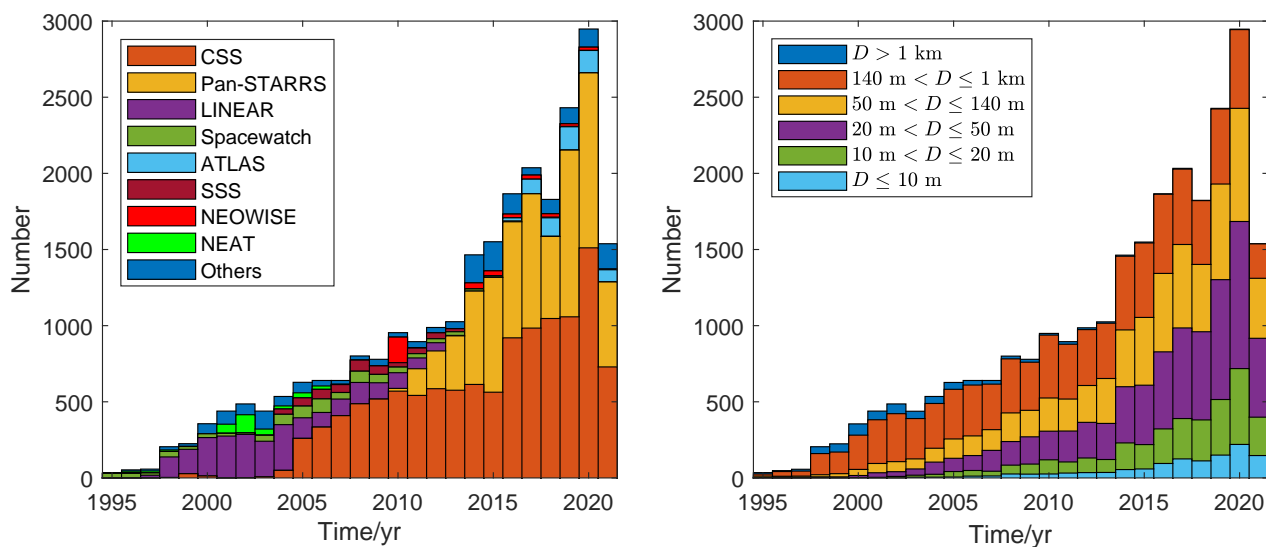 3000
2500
2000
1500
1000
500
0
Number
CSS
Pan-STARRS
LINEAR
Spacewatch
ATLAS
SSS
NEOWISE
NEAT
Others
1995 2000 2005 2010 2015 2020
Time/yr
3000
2500
2000
1500
1000
500
0
Number
D > 1 km
140 m < D ≤ 1 km
50 m < D ≤ 140 m
20 m < D ≤ 50 m
10 m < D ≤ 20 m
D ≤ 10 m
1995 2000 2005 2010 2015 2020
Time/yr